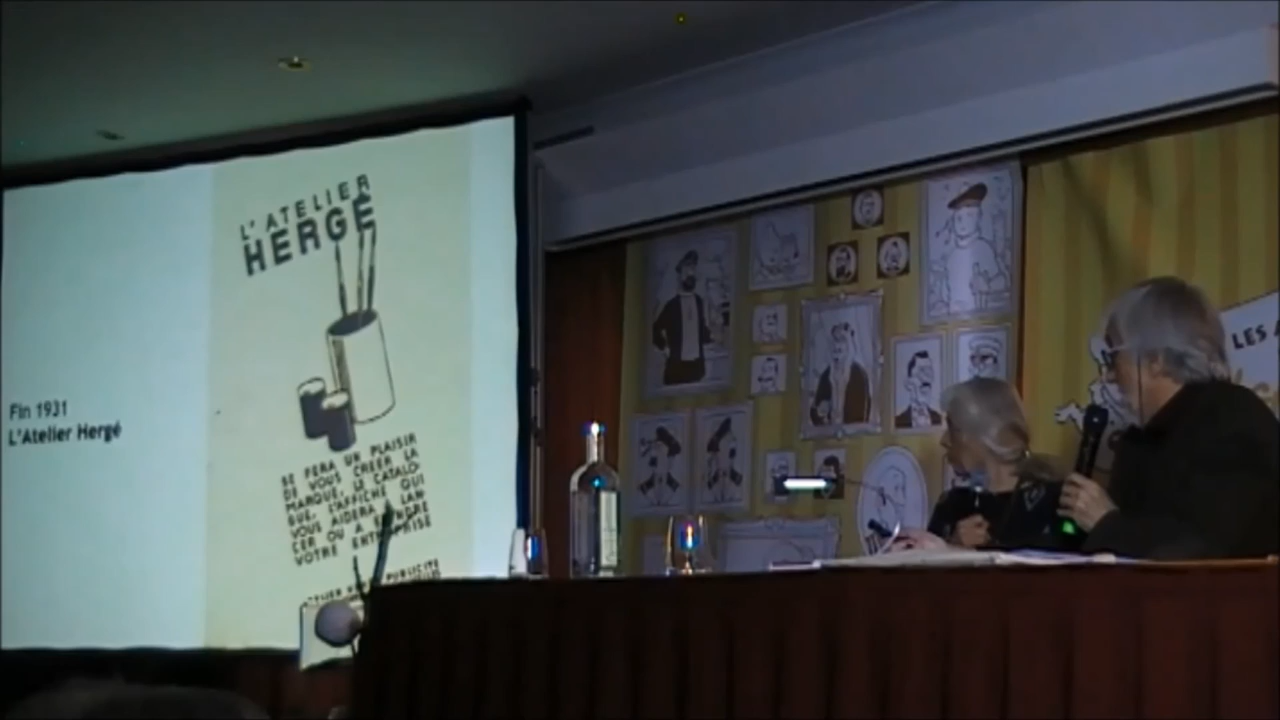 Fin 1931
L'Atelier Hergé
L'ATELIER
HERGÉ
SE FERA UN PLAISIR
DE VOUS CRÉER LA
MARQUE, LE CATALO-
GUE, L'AFFICHE QUI
VOUS AIDERA A LAN-
CER OU A ÉTENDRE
VOTRE ENTREPRISE
PUBLICITÉ
LES